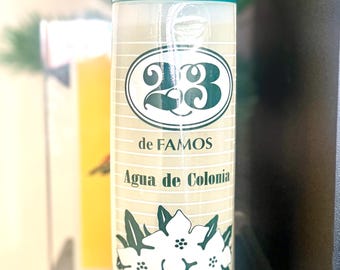 23
de FAMOS
Agua de Colonia